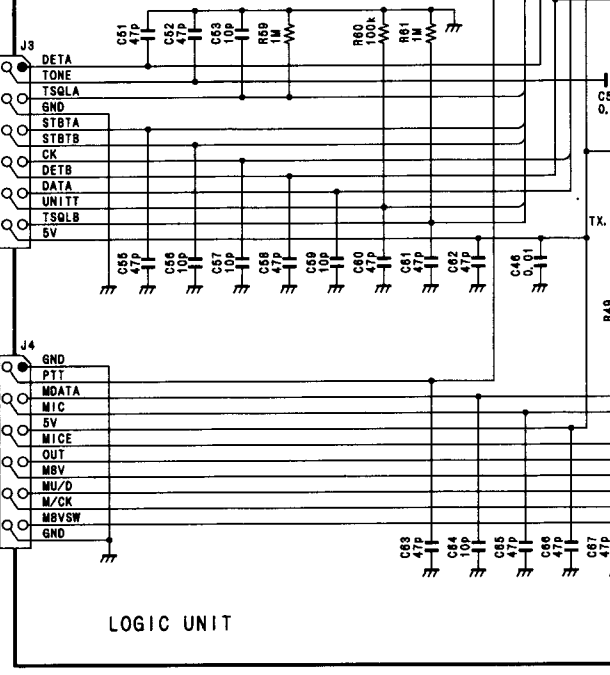 C51 47P
C52 47P
C53 10P
R59 1M
R60 100k
R61 1M
J3
DETA
TONE
TSQLA
GND
STBTA
STBTB
CK
DETB
DATA
UNITT
TSQLB
5V
C5
0.
TX.
C55 47P
C56 10P
C57 10P
C58 47P
C59 10P
C60 47P
C61 47P
C62 47P
C46 0.01
R49
J4
GND
PTT
MDATA
MIC
5V
MICE
OUT
M8V
MU/D
M/CK
M8VSW
GND
C63 47P
C64 10P
C65 47P
C66 47P
C67 47P
LOGIC UNIT